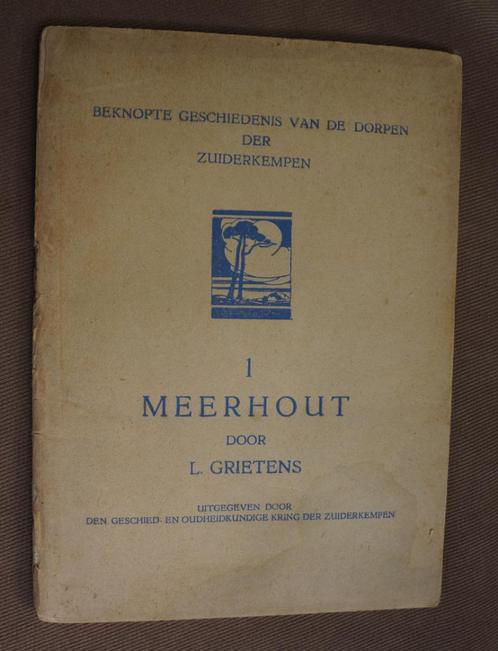 BEKNOPTE GESCHIEDENIS VAN DE DORPEN
DER
ZUIDERKEMPEN
1
MEERHOUT
DOOR
L. GRIETENS
UITGEGEVEN DOOR
DEN GESCHIED- EN OUDHEIDKUNDIGE KRING DER ZUIDERKEMPEN